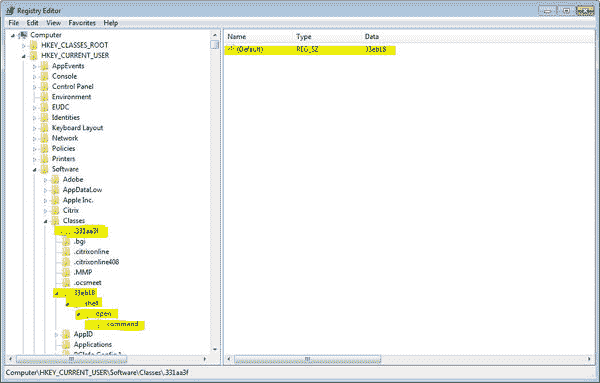 Registry Editor
File Edit View Favorites Help
Computer
HKEY_CLASSES_ROOT
HKEY_CURRENT_USER
AppEvents
Console
Control Panel
Environment
EUDC
Identities
Keyboard Layout
Network
Policies
Printers
Software
Adobe
AppDataLow
Apple Inc.
Citrix
Classes
.331aa3f
.bgi
.citrixonline
.citrixonline408
.MMP
.ocsmeet
33eb18
shell
open
command
AppID
Applications
Name Type Data
(Default) REG_SZ 33eb18
Computer\HKEY_CURRENT_USER\Software\Classes\.331aa3f